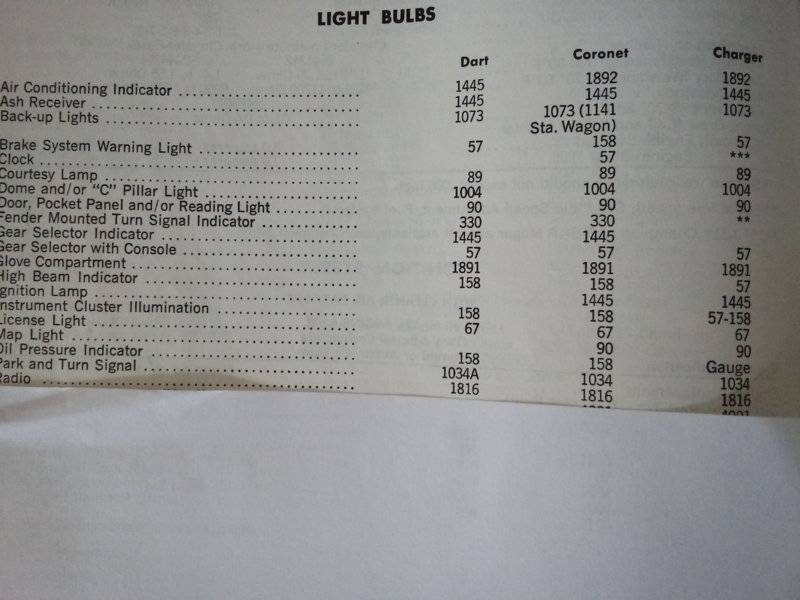 LIGHT BULBS
Dart Coronet Charger
Air Conditioning Indicator 1445 1892 1892
Ash Receiver 1445 1445 1445
Back-up Lights 1073 1073 (1141 1073
Sta. Wagon)
Brake System Warning Light 57 158 57
Clock 57 ***
Courtesy Lamp 89 89 89
Dome and/or "C" Pillar Light 1004 1004 1004
Door, Pocket Panel and/or Reading Light 90 90 90
Fender Mounted Turn Signal Indicator 330 330 **
Gear Selector Indicator 1445 1445
Gear Selector with Console 57 57 57
Glove Compartment 1891 1891 1891
High Beam Indicator 158 158 57
Ignition Lamp 1445 1445
Instrument Cluster Illumination 158 158 57-158
License Light 67 67 67
Map Light 90 90
Oil Pressure Indicator 158 158 Gauge
Park and Turn Signal 1034A 1034 1034
Radio 1816 1816 1816